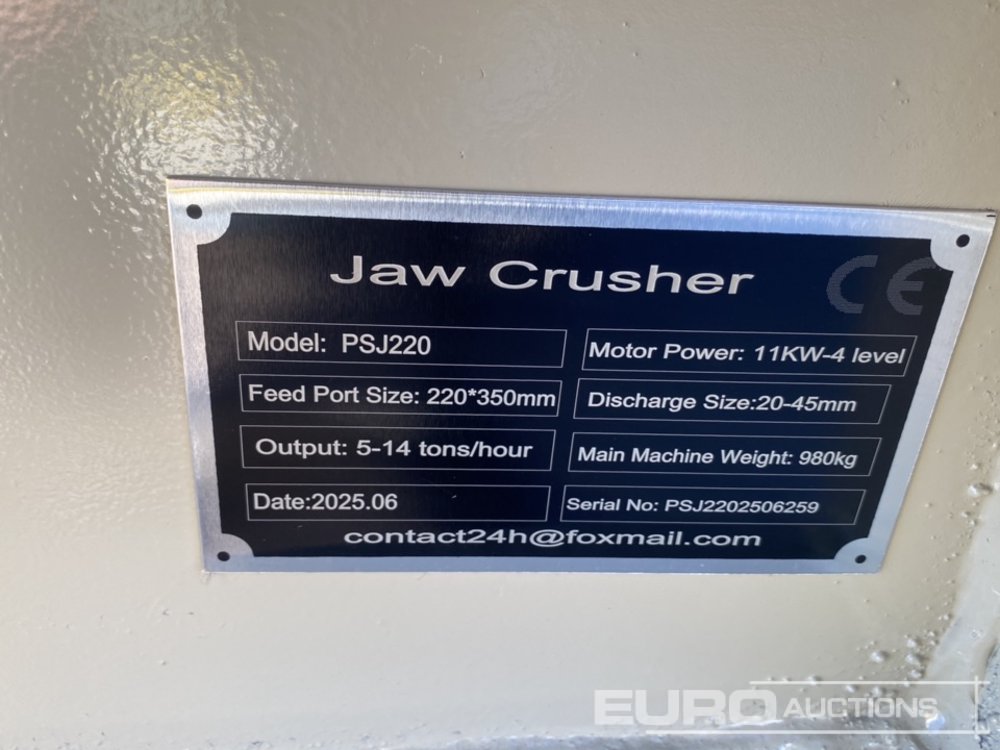 Jaw Crusher CE
Model: PSJ220
Motor Power: 11KW-4 level
Feed Port Size: 220*350mm
Discharge Size:20-45mm
Output: 5-14 tons/hour
Main Machine Weight: 980kg
Date:2025.06
Serial No: PSJ2202506259
contact24h@foxmail.com
EURO AUCTIONS